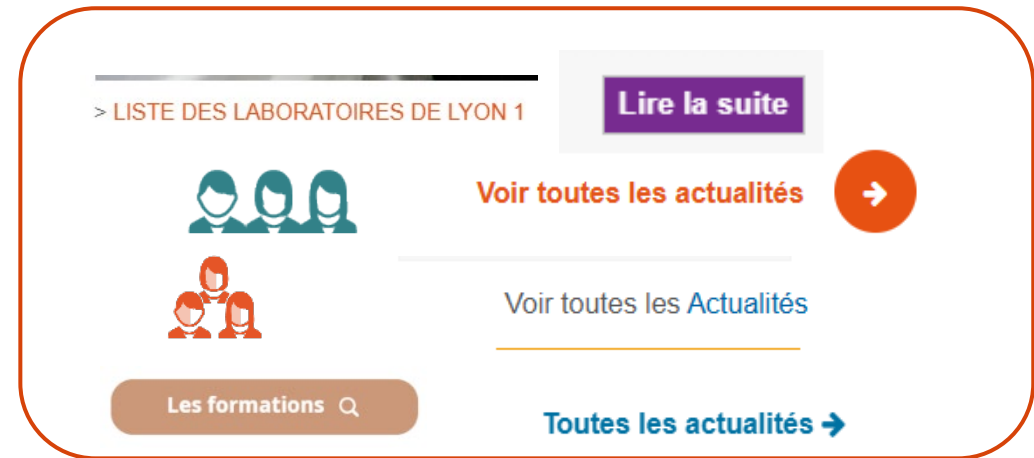 > LISTE DES LABORATOIRES DE LYON 1
Lire la suite
Voir toutes les actualités
Voir toutes les Actualités
Les formations
Toutes les actualités